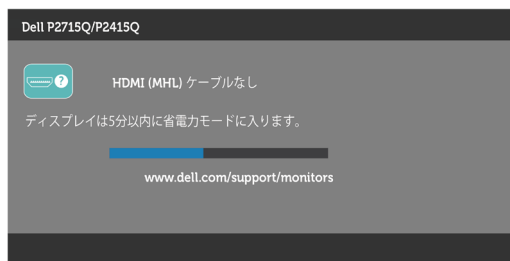 Dell P2715Q/P2415Q
?
HDMI (MHL) ケーブルなし
ディスプレイは5分以内に省電力モードに入ります。
www.dell.com/support/monitors